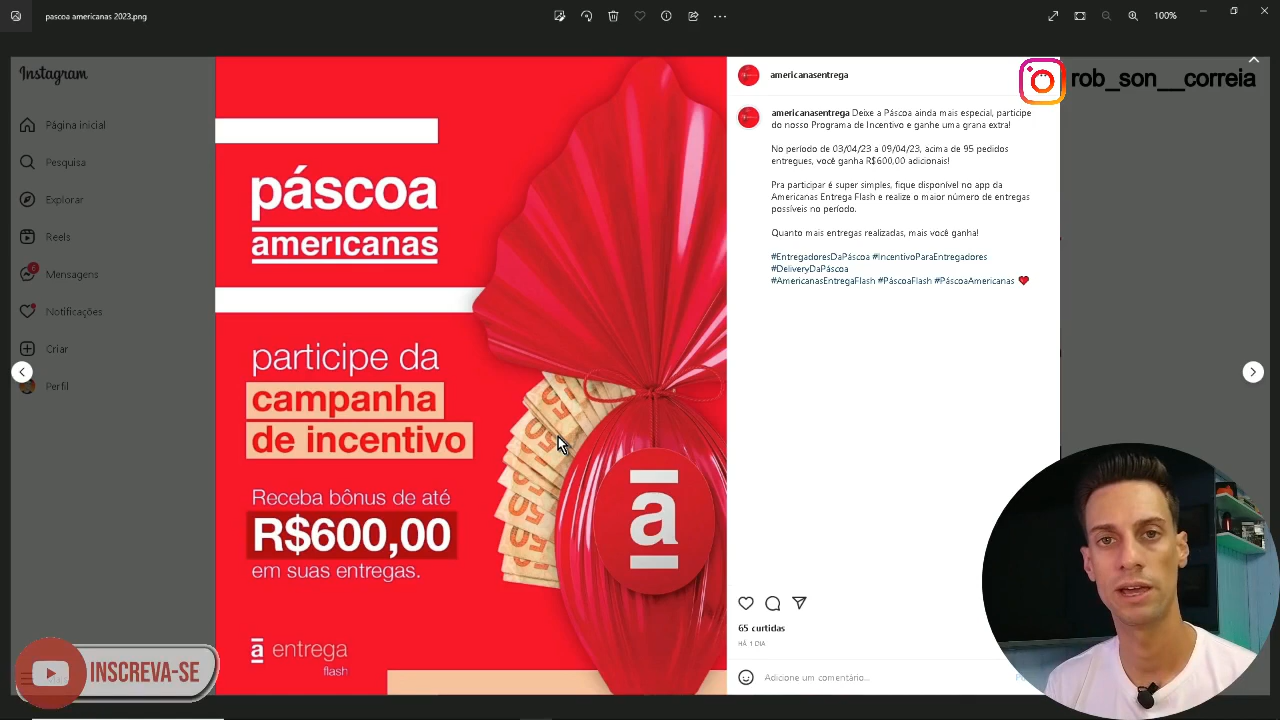 pascoa americanas 2023.png
100%
Instagram
Página inicial
Pesquisa
Explorar
Reels
6
Mensagens
Notificações
Criar
Perfil
páscoa
americanas
participe da
campanha
de incentivo
Receba bônus de até
R$600,00
em suas entregas.
a entrega
flash
a
americanasentrega
rob_son__correia
americanasentrega Deixe a Páscoa ainda mais especial, participe
do nosso Programa de Incentivo e ganhe uma grana extra!
No período de 03/04/23 a 09/04/23, acima de 95 pedidos
entregues, você ganha R$600,00 adicionais!
Pra participar é super simples, fique disponível no app da
Americanas Entrega Flash e realize o maior número de entregas
possíveis no período.
Quanto mais entregas realizadas, mais você ganha!
#EntregadoresDaPáscoa #IncentivoParaEntregadores
#DeliveryDaPáscoa
#AmericanasEntregaFlash #PáscoaFlash #PáscoaAmericanas ❤
65 curtidas
HÁ 1 DIA
Adicione um comentário...
INSCREVA-SE